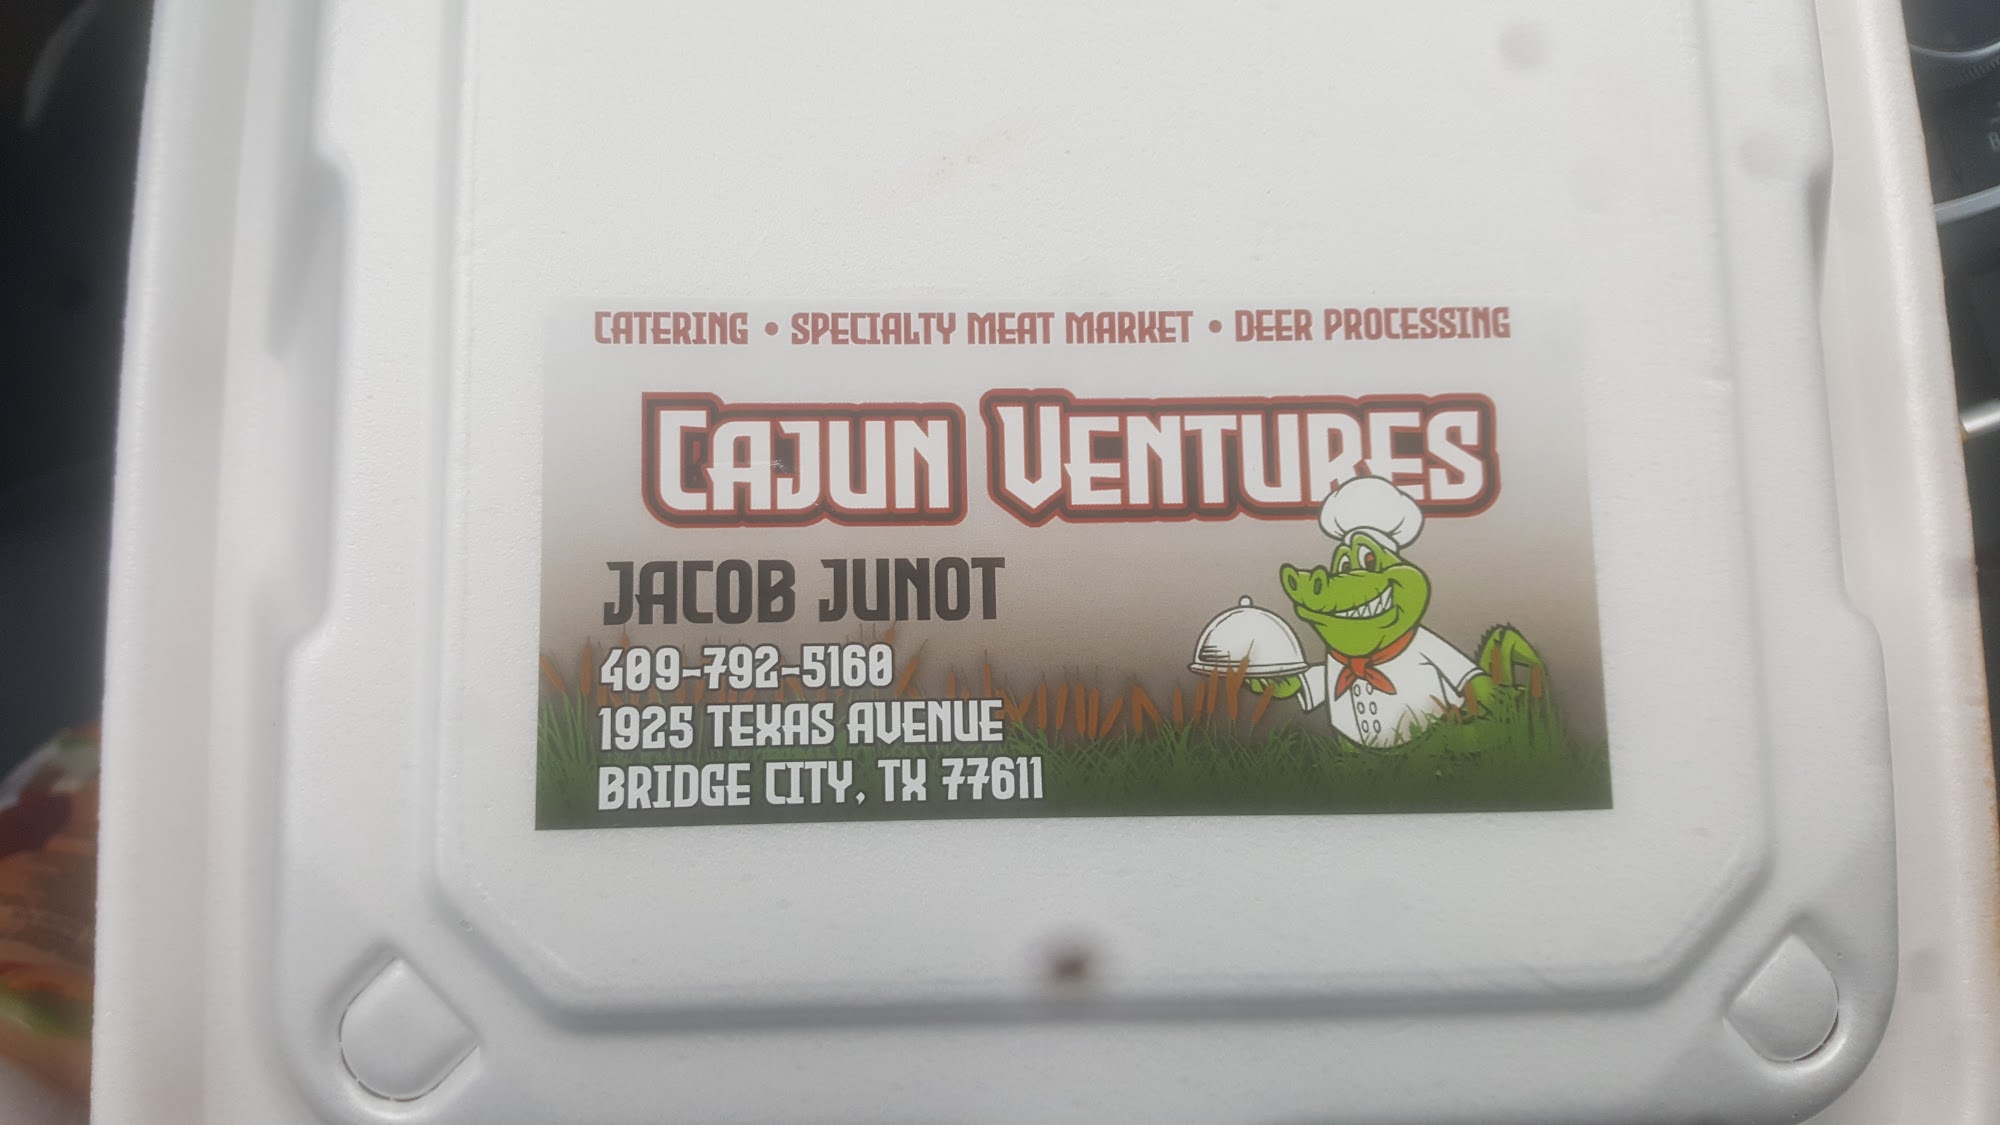 CATERING • SPECIALTY MEAT MARKET • DEER PROCESSING
CAJUN VENTURES
JACOB JUNOT
409-792-5160
1925 TEXAS AVENUE
BRIDGE CITY, TX 77611